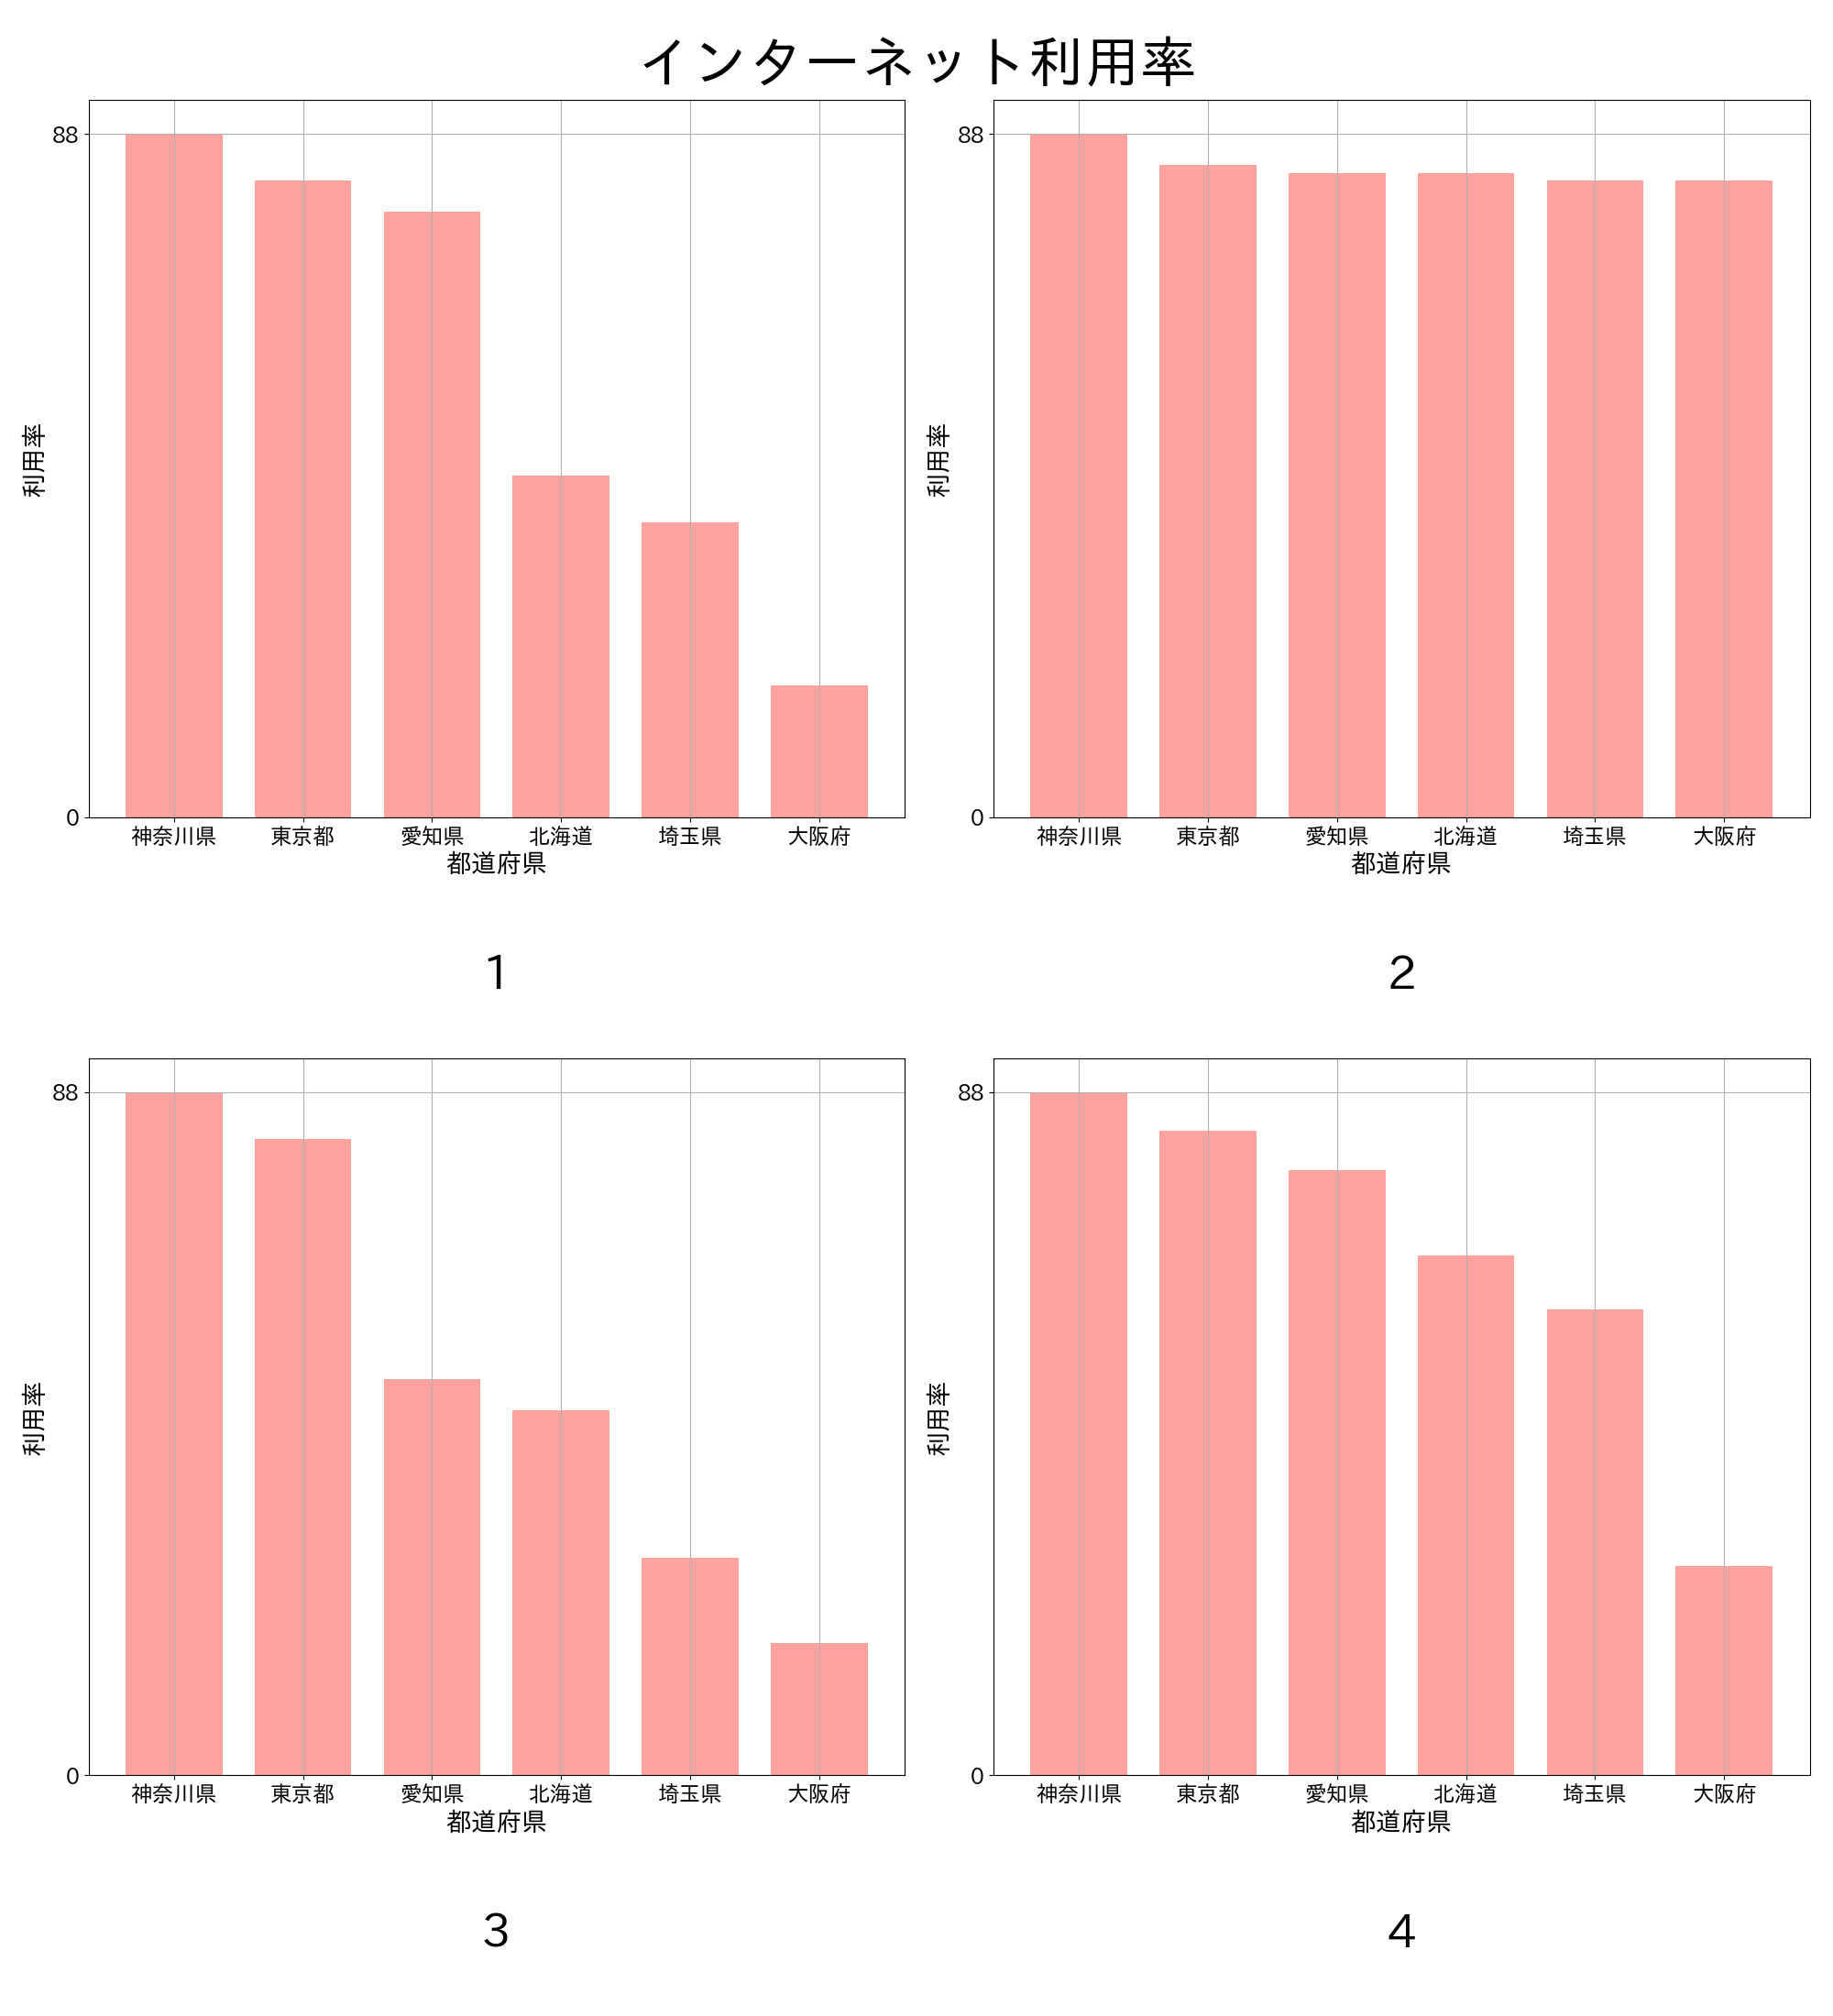 インターネット利用率
88
0
利用率
神奈川県 東京都 愛知県 北海道 埼玉県 大阪府
都道府県
1
88
0
利用率
神奈川県 東京都 愛知県 北海道 埼玉県 大阪府
都道府県
2
88
0
利用率
神奈川県 東京都 愛知県 北海道 埼玉県 大阪府
都道府県
3
88
0
利用率
神奈川県 東京都 愛知県 北海道 埼玉県 大阪府
都道府県
4